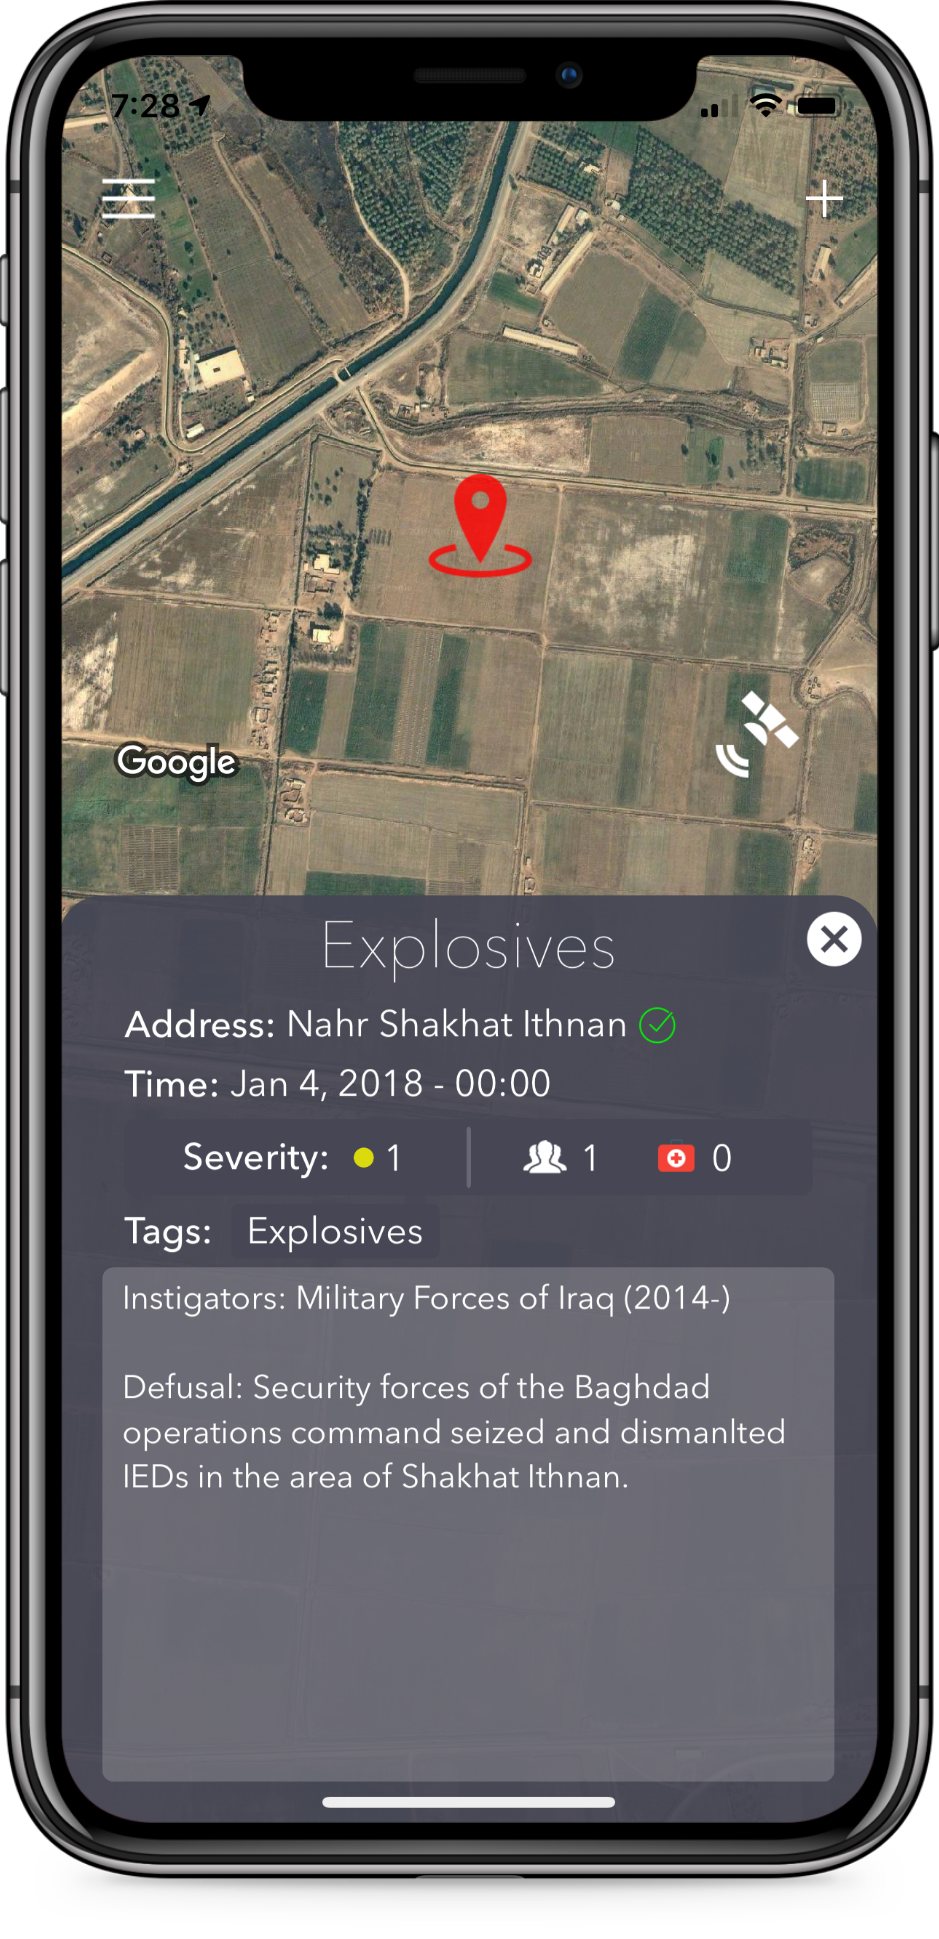 7:28
Google
Explosives
Address: Nahr Shakhat Ithnan
Time: Jan 4, 2018 - 00:00
Severity: 1 1 0
Tags: Explosives
Instigators: Military Forces of Iraq (2014-)
Defusal: Security forces of the Baghdad
operations command seized and dismanlted
IEDs in the area of Shakhat Ithnan.